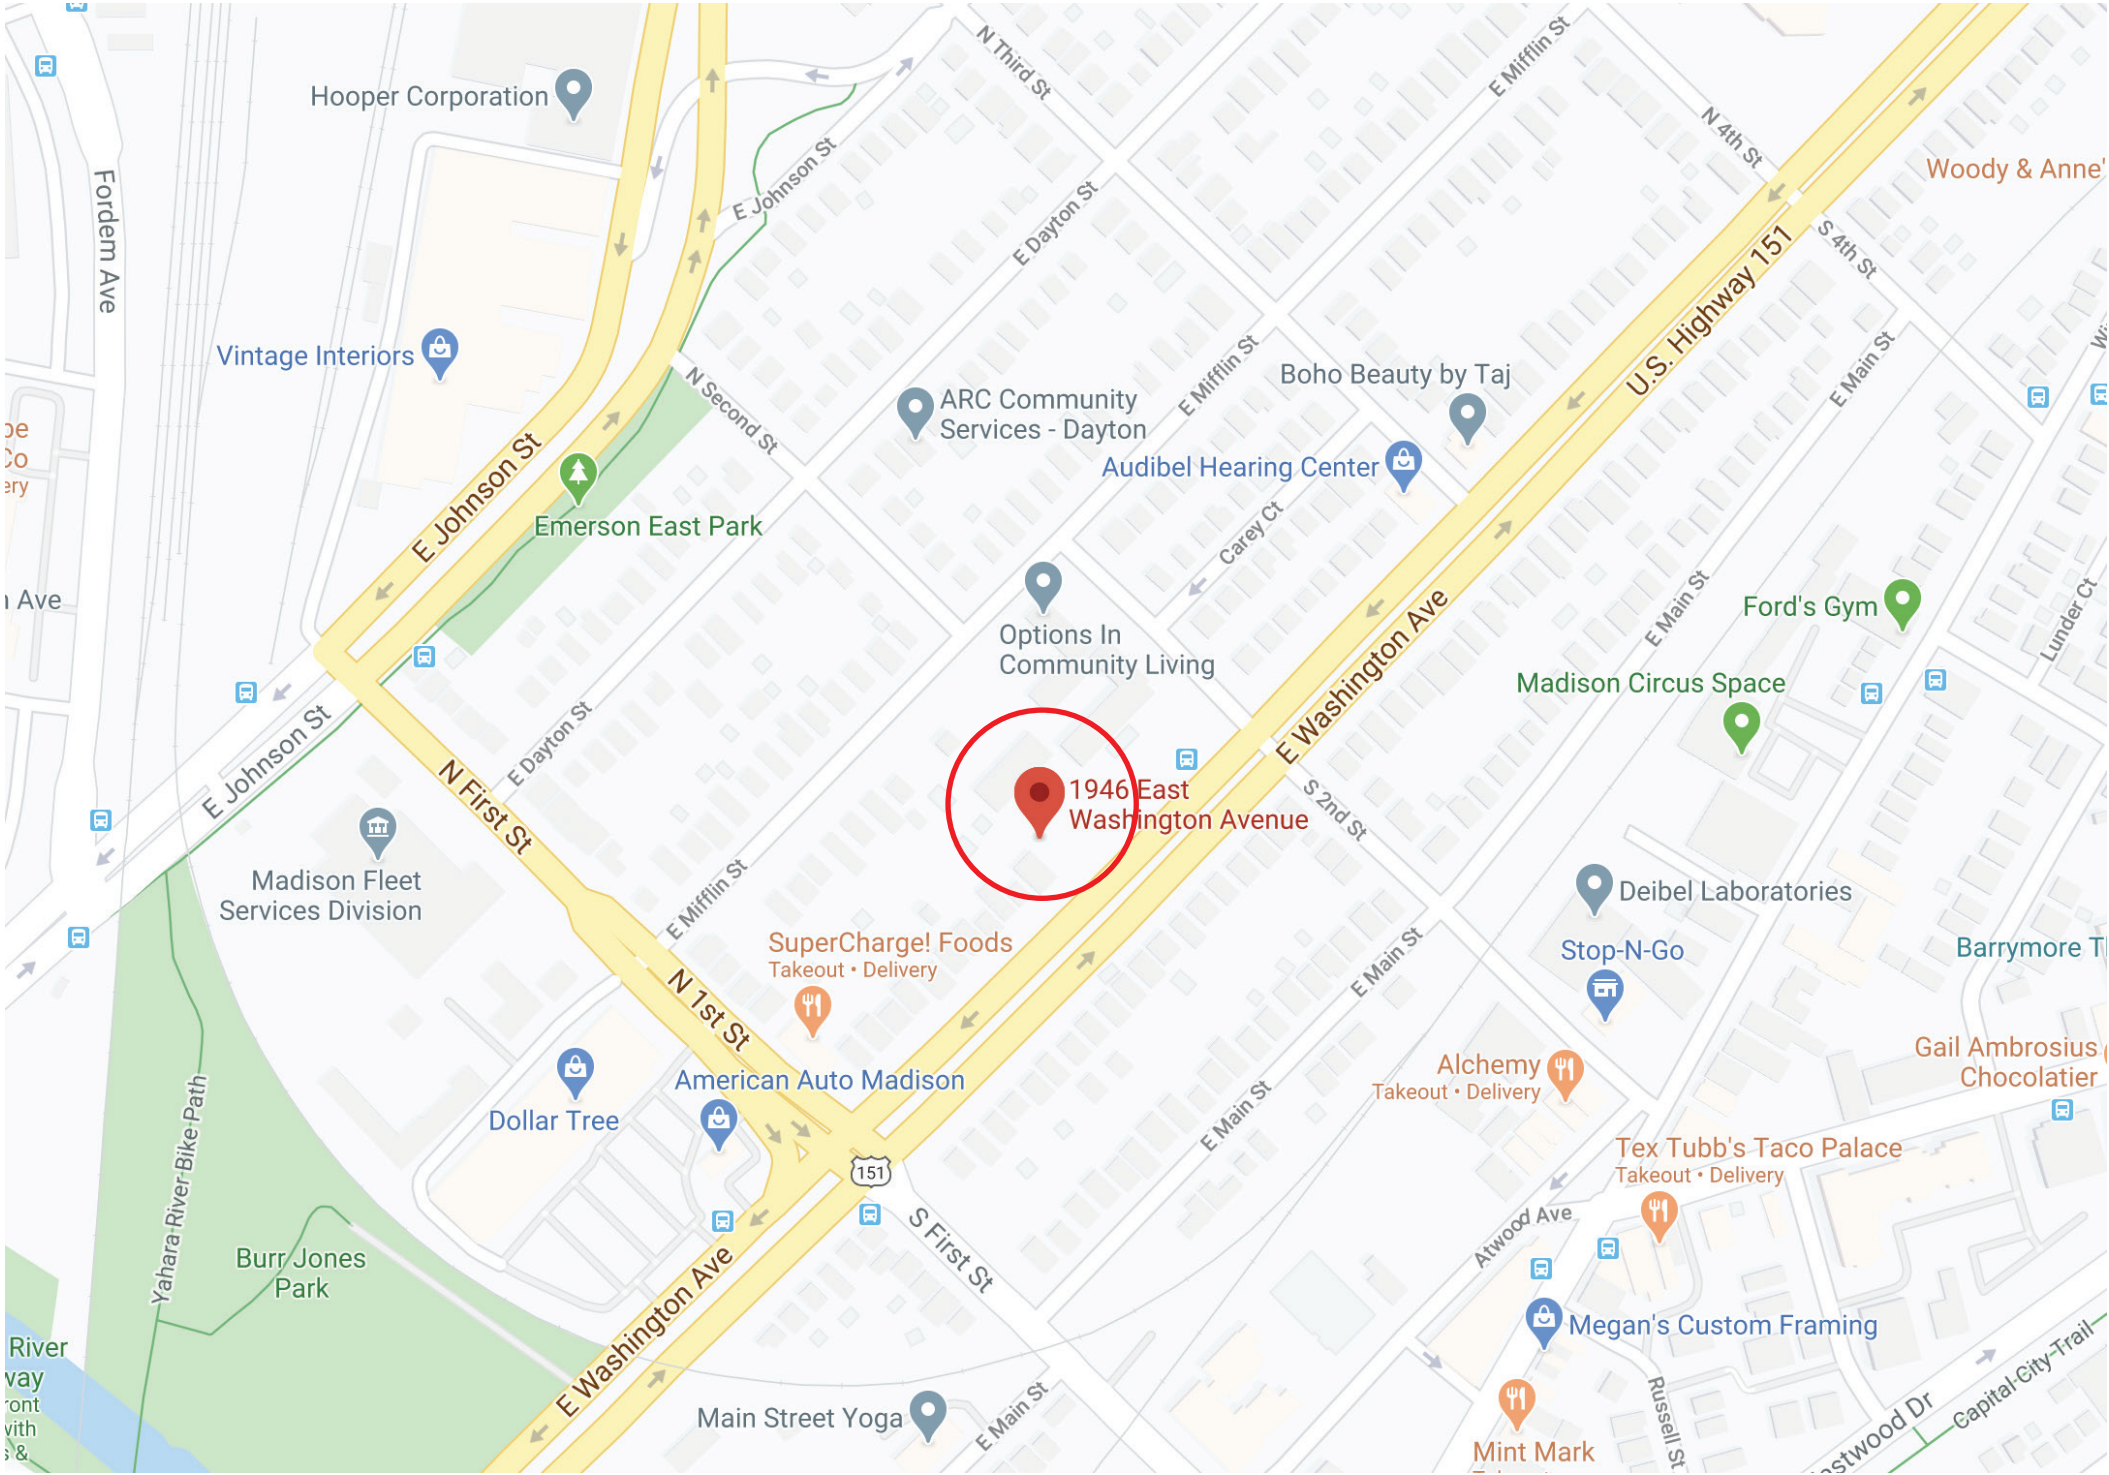 Hooper Corporation
N Third St
E Mifflin St
N 4th St
Woody & Anne'
Fordem Ave
E Johnson St
E Dayton St
S 4th St
U.S. Highway 151
Vintage Interiors
N Second St
ARC Community
Services - Dayton
E Mifflin St
Boho Beauty by Taj
E Main St
Audibel Hearing Center
E Johnson St
Emerson East Park
Carey Ct
Ave
Options In
Community Living
E Washington Ave
E Main St
Ford's Gym
Lunder Ct
Madison Circus Space
E Johnson St
E Dayton St
N First St
1946 East
Washington Avenue
S 2nd St
Madison Fleet
Services Division
E Mifflin St
Deibel Laboratories
SuperCharge! Foods
Takeout • Delivery
E Main St
Stop-N-Go
Barrymore T
N 1st St
Alchemy
Takeout • Delivery
Gail Ambrosius
Chocolatier
American Auto Madison
Dollar Tree
E Main St
Yahara River Bike Path
151
Tex Tubb's Taco Palace
Takeout • Delivery
Atwood Ave
S First St
Burr Jones
Park
E Washington Ave
River
way
ront
with
s &
Megan's Custom Framing
Main Street Yoga
E Main St
Mint Mark
Russell St
Eastwood Dr
Capital City Trail